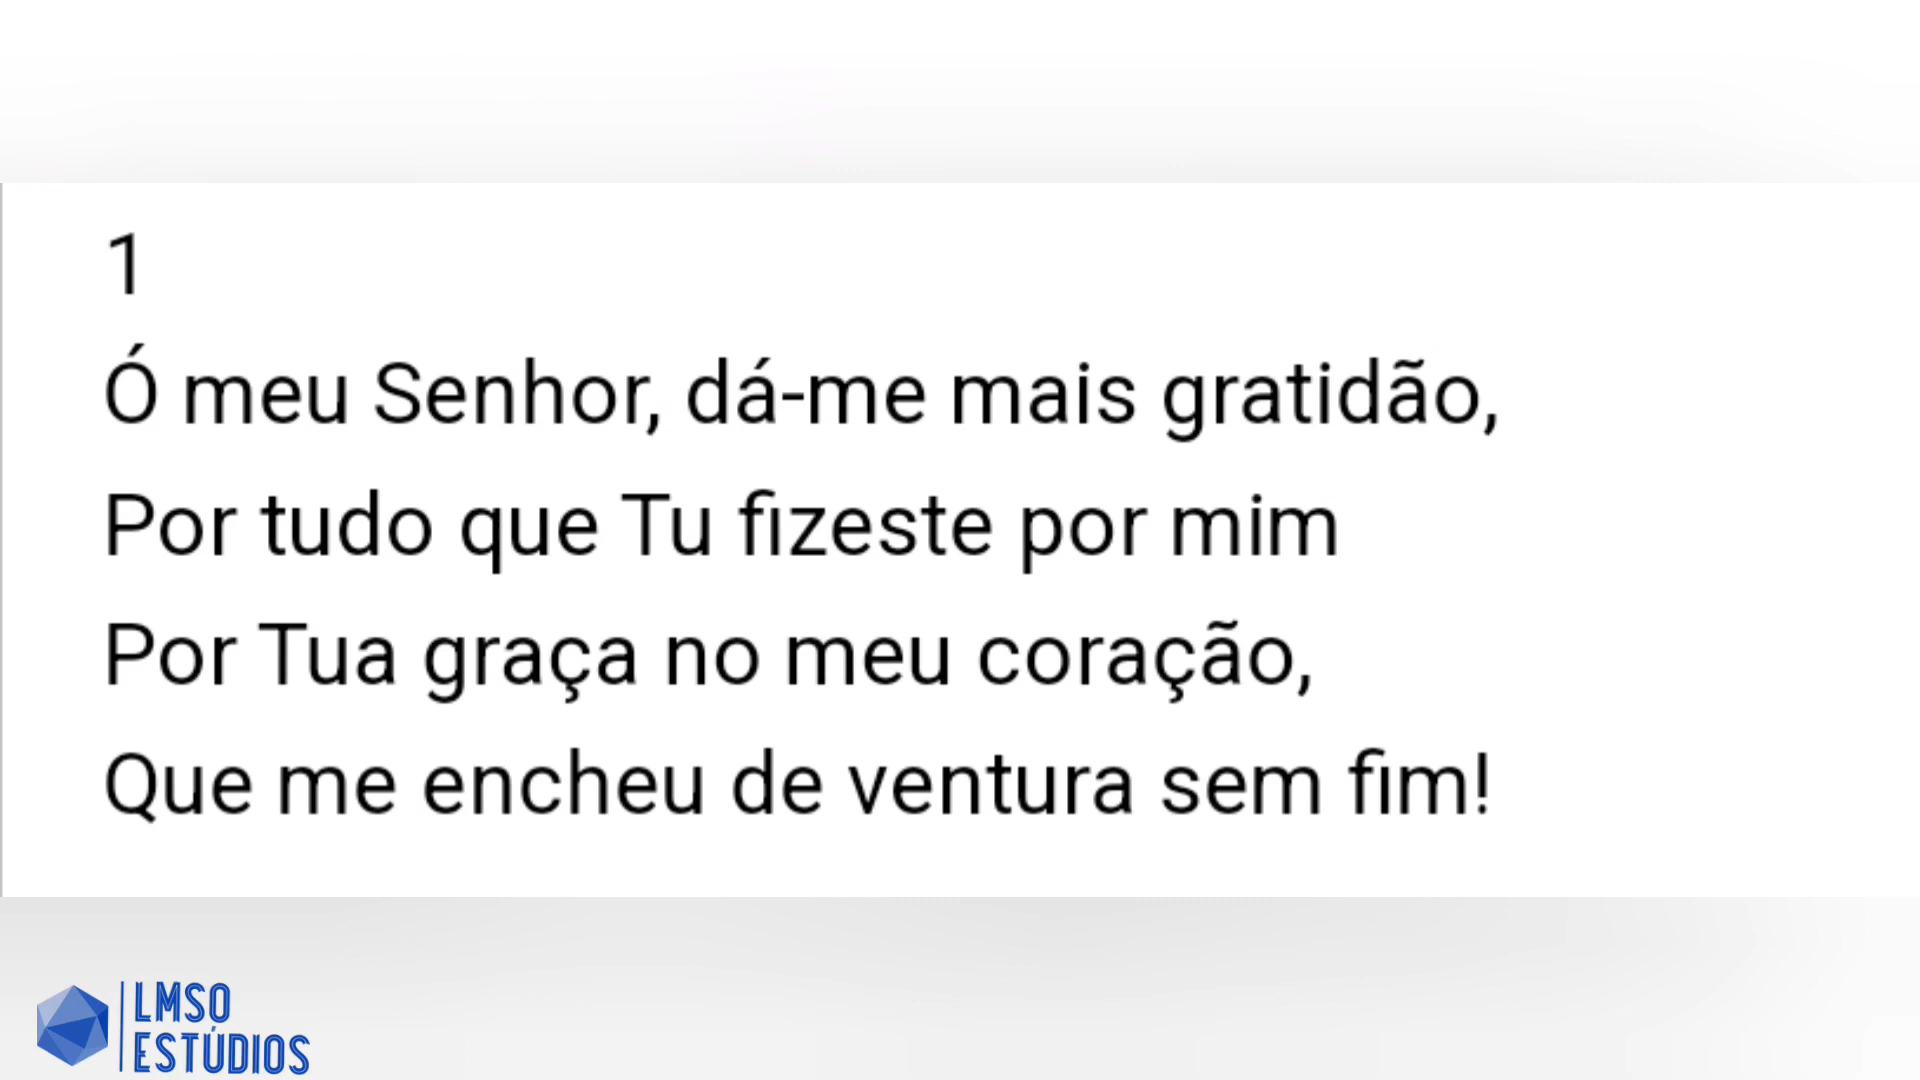 1
Ó meu Senhor, dá-me mais gratidão,
Por tudo que Tu fizeste por mim
Por Tua graça no meu coração,
Que me encheu de ventura sem fim!
LMSO
ESTÚDIOS